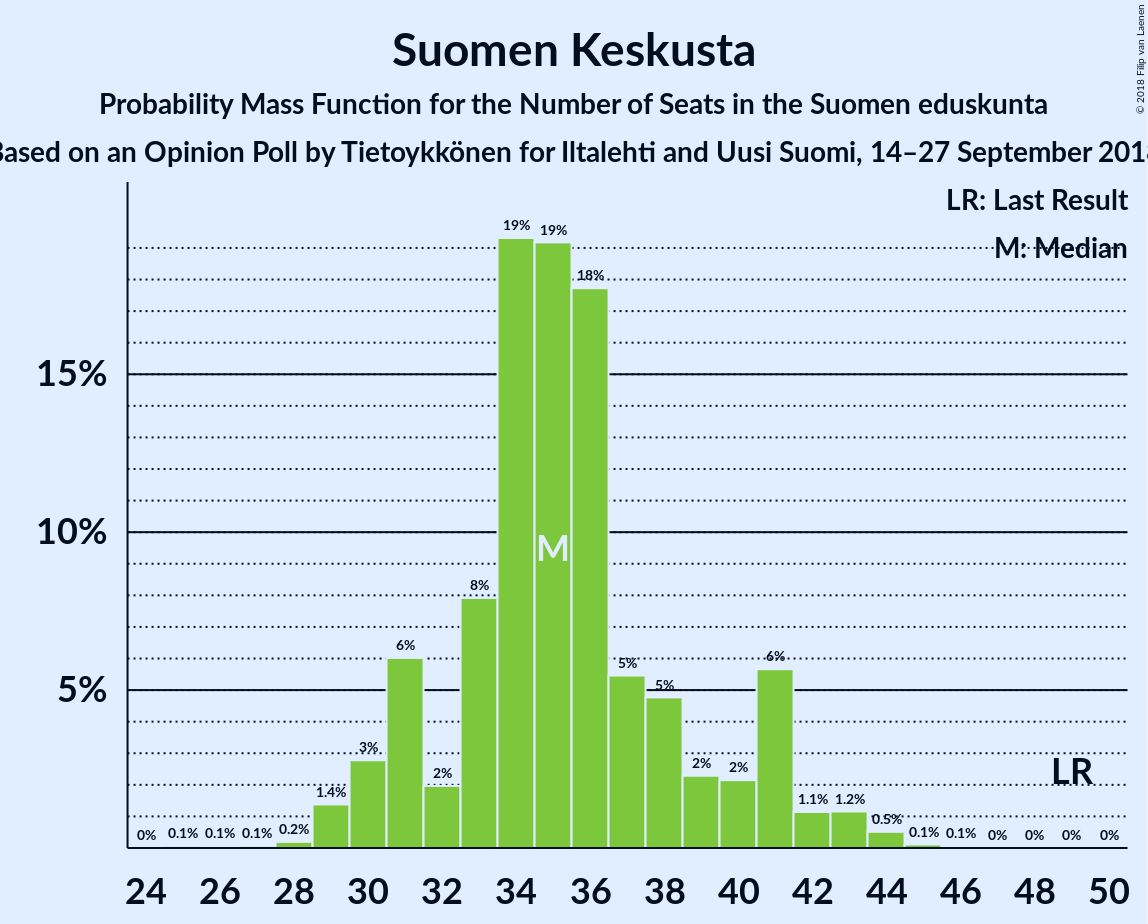 Suomen Keskusta
Probability Mass Function for the Number of Seats in the Suomen eduskunta
Based on an Opinion Poll by Tietoykkönen for Iltalehti and Uusi Suomi, 14–27 September 2018
© 2018 Filip van Laenen
LR: Last Result
M: Median
19% 19%
18%
15%
10%
M
8%
6% 5% 5% 6%
5%
3% 2% 2% 2%
LR
1.4% 1.1% 1.2%
0% 0.1% 0.1% 0.1% 0.2% 0.5% 0.1% 0.1% 0% 0% 0% 0%
24 26 28 30 32 34 36 38 40 42 44 46 48 50